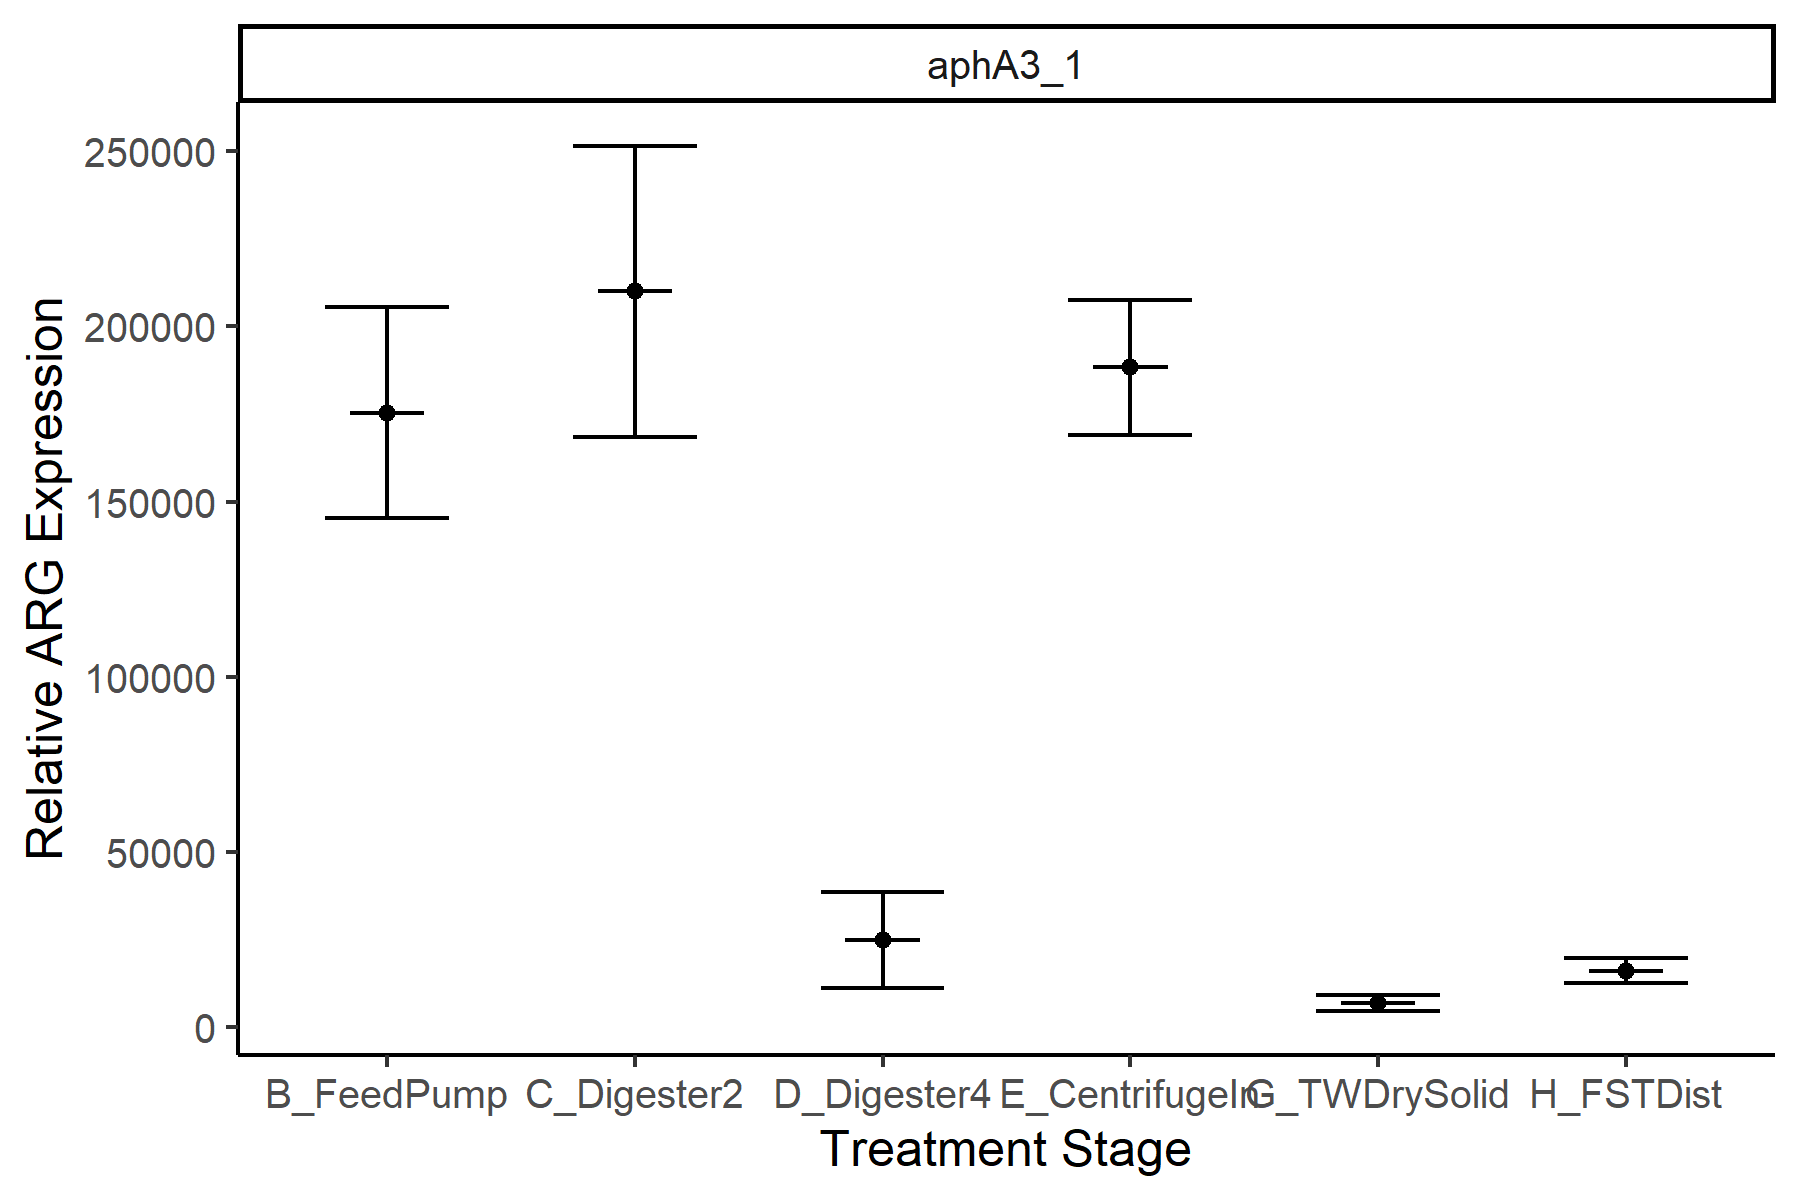 aphA3_1
Relative ARG Expression
250000
200000
150000
100000
50000
0
B_FeedPump C_Digester2 D_Digester4 E_CentrifugeIn G_TWDrySolid H_FSTDist
Treatment Stage